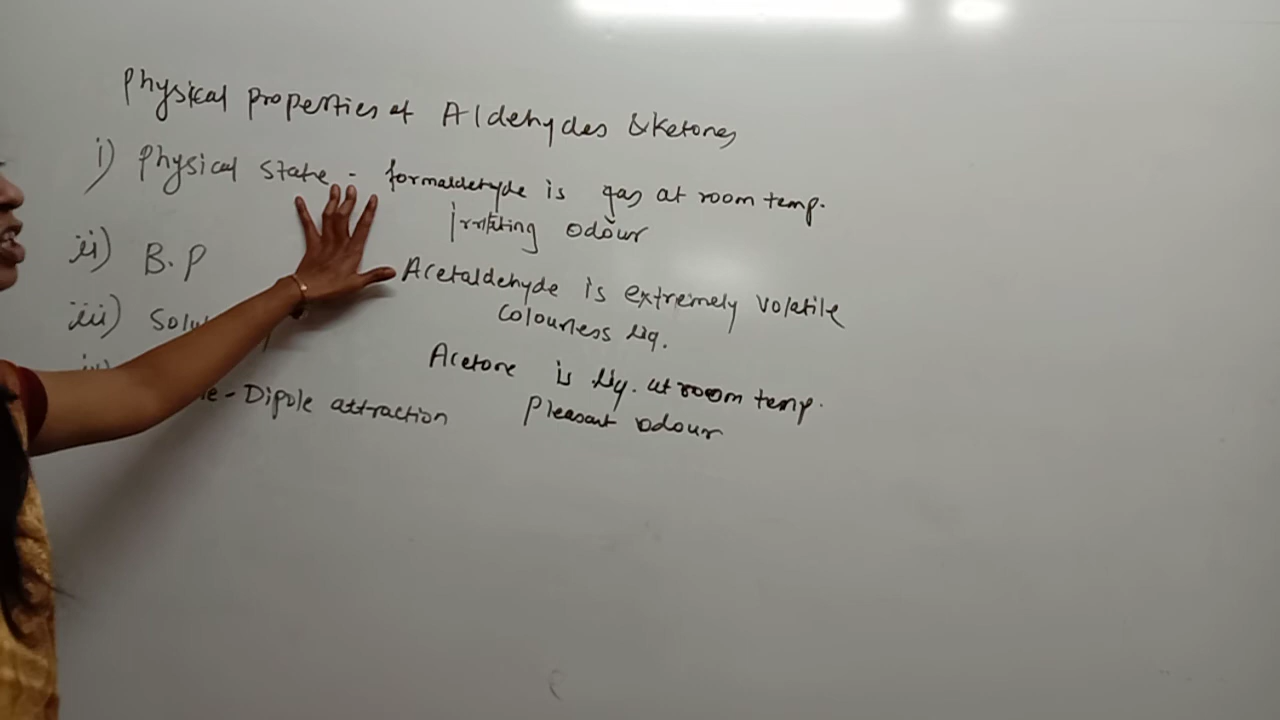 Physical properties of Aldehydes & Ketones
i) Physical state - formaldehyde is gas at room temp.
Irritating odour
ii) B.P
Acetaldehyde is extremely volatile
colourless liq.
iii)
Acetone is liq. at room temp.
- Dipole attraction
Pleasant odour